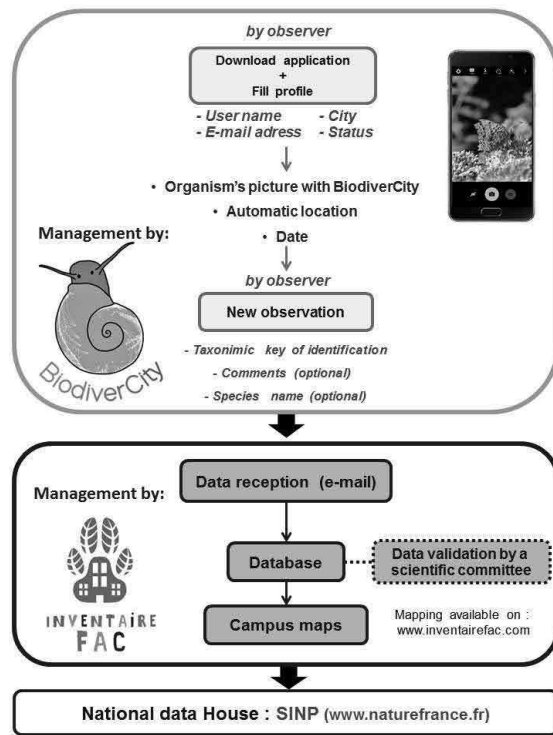 by observer
Download application
+
Fill profile
- User name - City
- E-mail adress - Status
• Organism's picture with BiodiverCity
• Automatic location
• Date
Management by:
BiodiverCity
by observer
New observation
- Taxonimic key of identification
- Comments (optional)
- Species name (optional)
Data reception (e-mail)
Management by:
Database
Data validation by a
scientific committee
INVENTAIRE
FAC
Campus maps
Mapping available on :
www.inventairefac.com
National data House : SINP (www.naturefrance.fr)